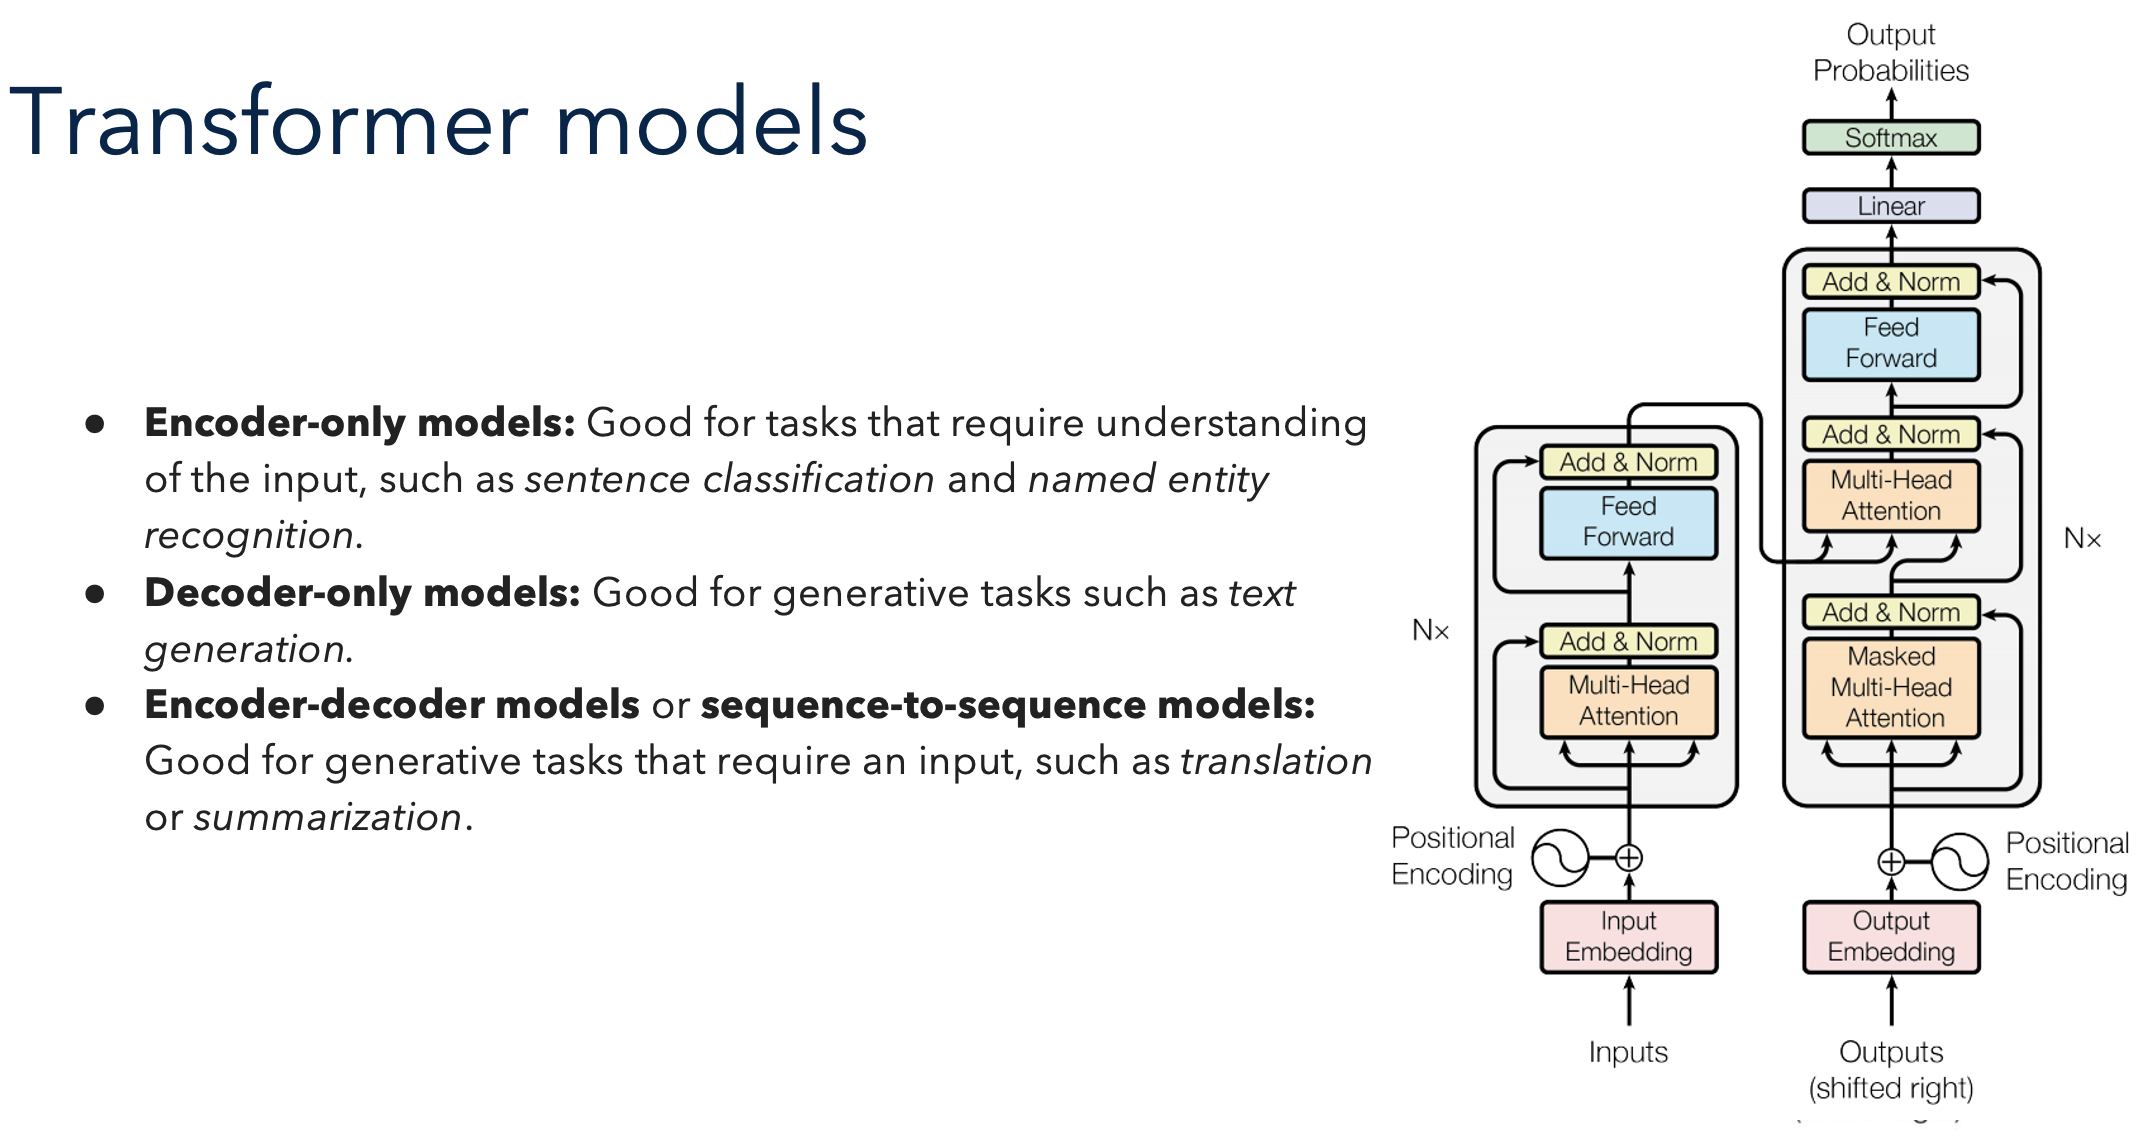 Transformer models
● Encoder-only models: Good for tasks that require understanding
of the input, such as sentence classification and named entity
recognition.
● Decoder-only models: Good for generative tasks such as text
generation.
● Encoder-decoder models or sequence-to-sequence models:
Good for generative tasks that require an input, such as translation
or summarization.
Output
Probabilities
Softmax
Linear
Add & Norm
Feed
Forward
Add & Norm
Multi-Head
Attention
Nx
Add & Norm
Masked
Multi-Head
Attention
Add & Norm
Feed
Forward
Nx
Add & Norm
Multi-Head
Attention
Positional
Encoding
Positional
Encoding
Input
Embedding
Output
Embedding
Inputs
Outputs
(shifted right)